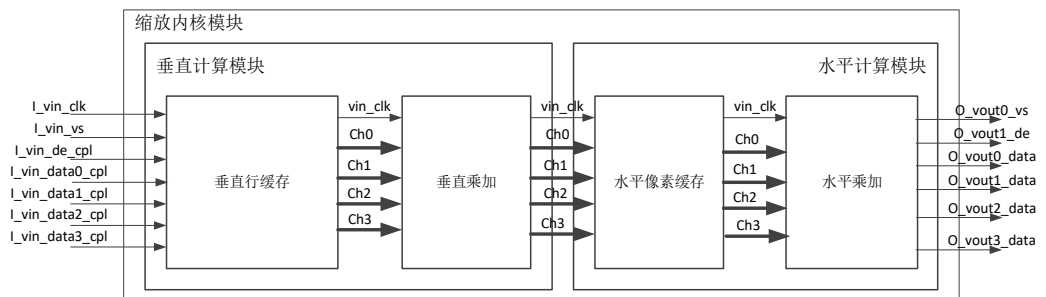 缩放内核模块
垂直计算模块
水平计算模块
I_vin_clk
I_vin_vs
I_vin_de_cpl
I_vin_data0_cpl
I_vin_data1_cpl
I_vin_data2_cpl
I_vin_data3_cpl
垂直行缓存
vin_clk
Ch0
Ch1
Ch2
Ch3
垂直乘加
vin_clk
Ch0
Ch1
Ch2
Ch3
水平像素缓存
vin_clk
Ch0
Ch1
Ch2
Ch3
水平乘加
O_vout0_vs
O_vout1_de
O_vout0_data
O_vout1_data
O_vout2_data
O_vout3_data